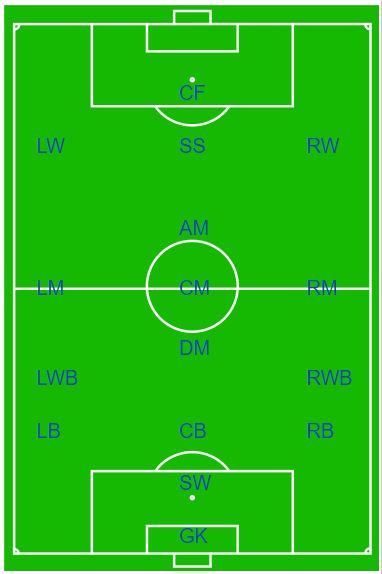 CF
LW SS RW
AM
LM CM RM
DM
LWB RWB
LB CB RB
SW
GK